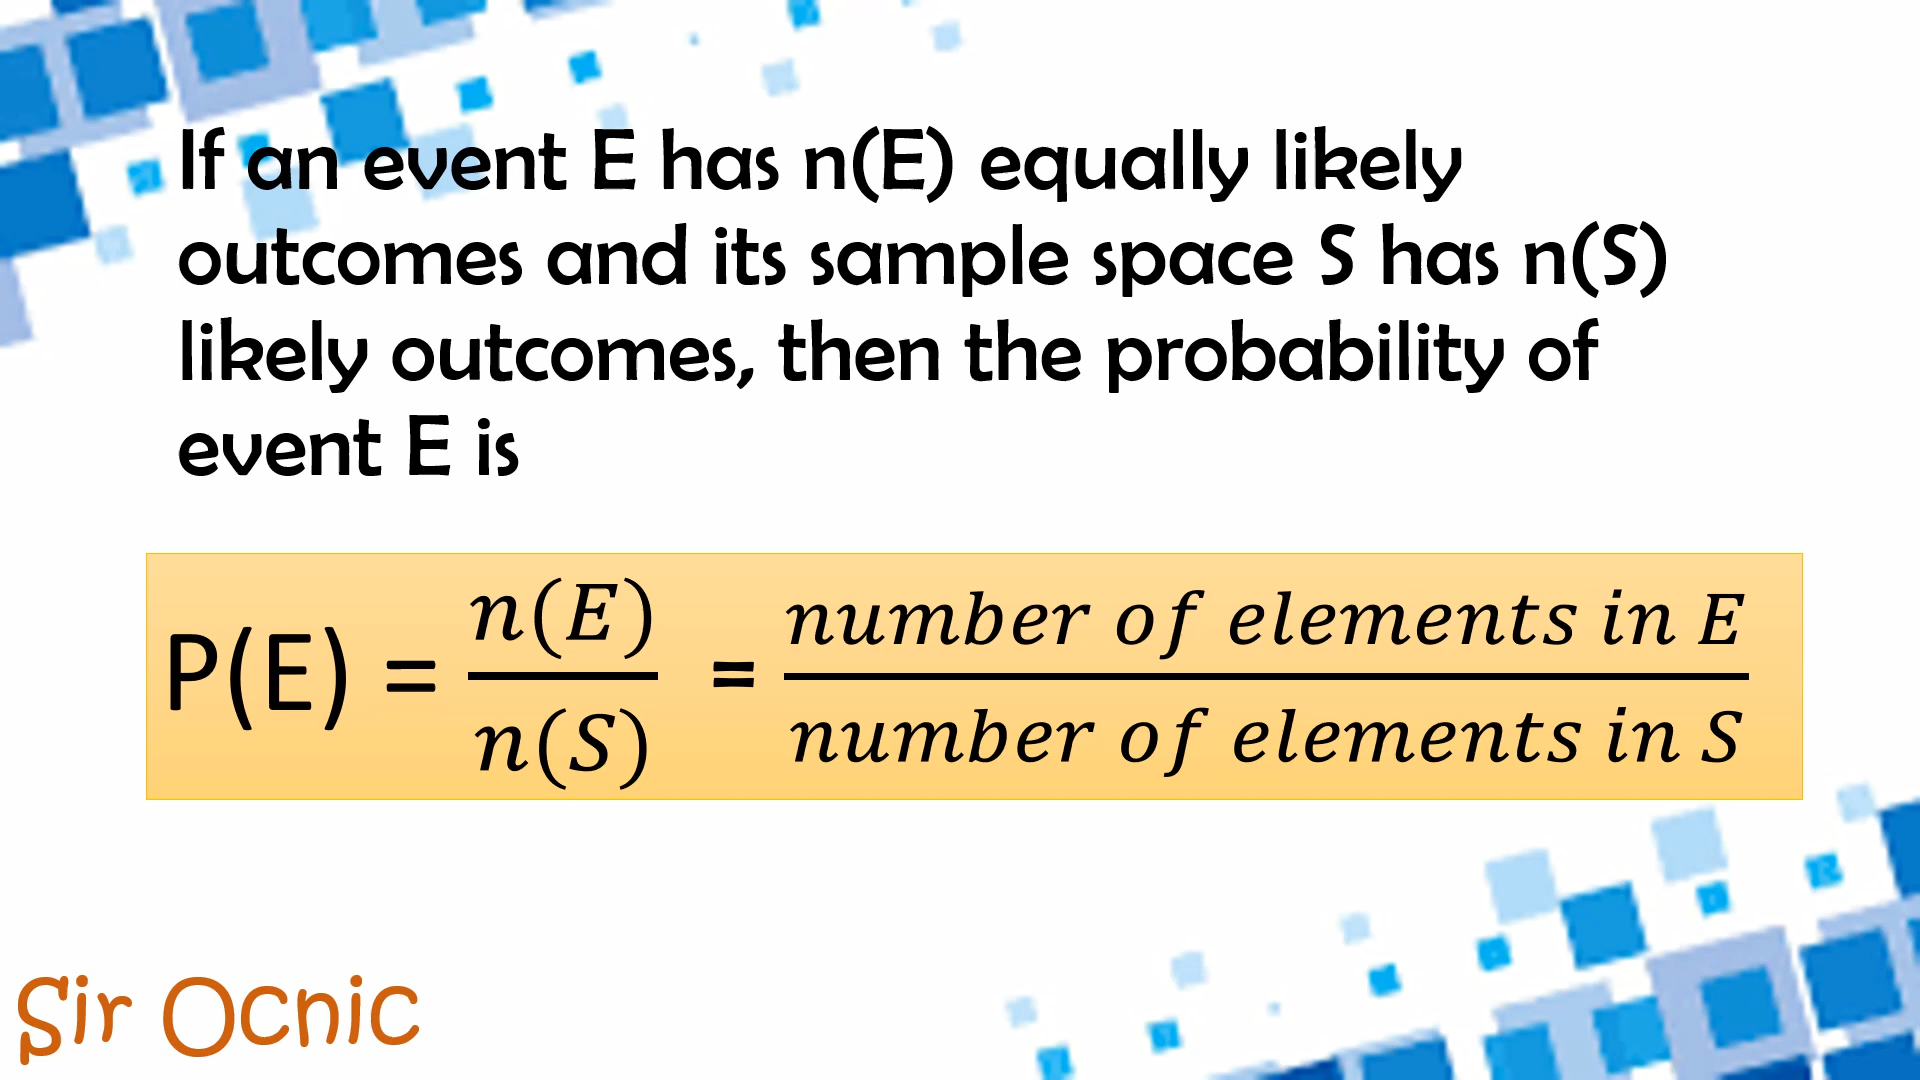 If an event E has n(E) equally likely
outcomes and its sample space S has n(S)
likely outcomes, then the probability of
event E is
P(E) = n(E)/n(S) = number of elements in E/number of elements in S
Sir Ocnic